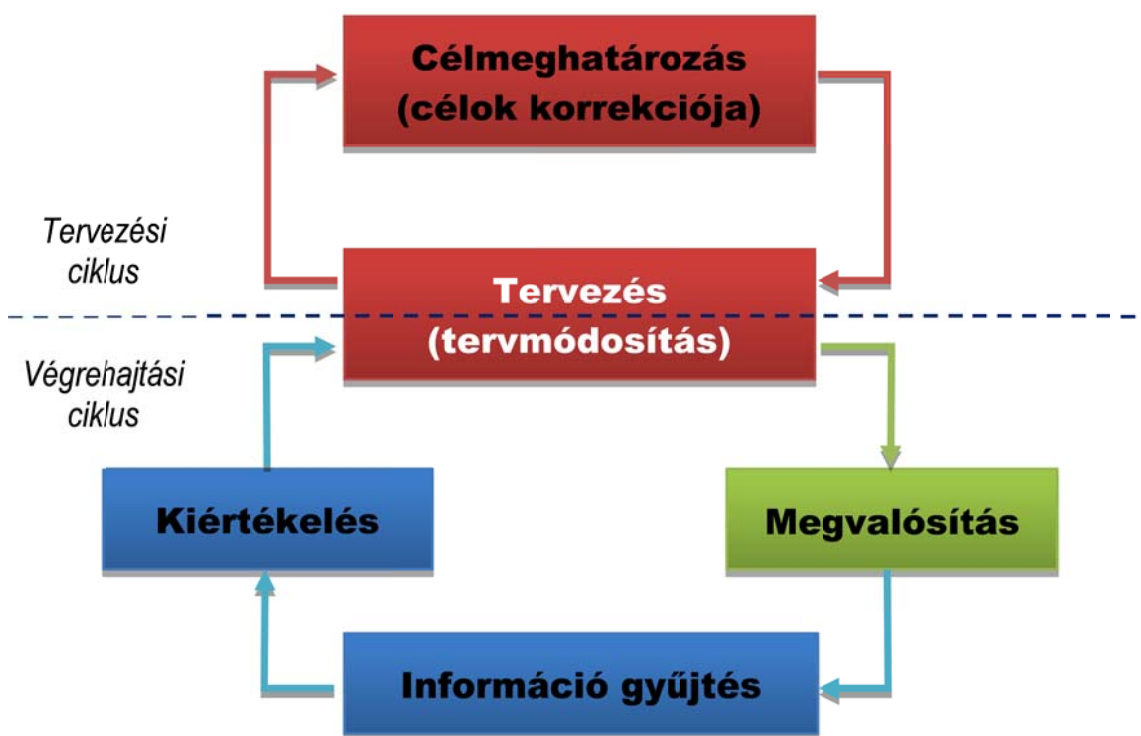 Célmeghatározás
(célok korrekciója)
Tervezési
ciklus
Tervezés
(tervmódosítás)
Végrehajtási
ciklus
Kiértékelés
Megvalósítás
Információ gyűjtés